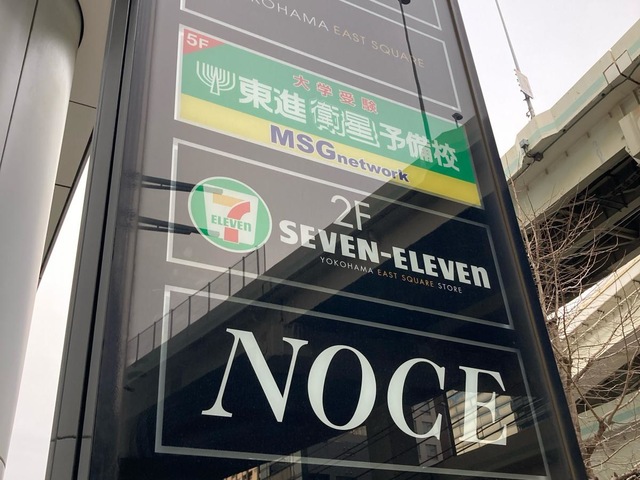 YOKOHAMA EAST SQUARE
5F
大学受験
東進衛星予備校
MSGnetwork
2F
7
ELEVEN
SEVEN-ELEVEn
YOKOHAMA EAST SQUARE STORE
NOCE